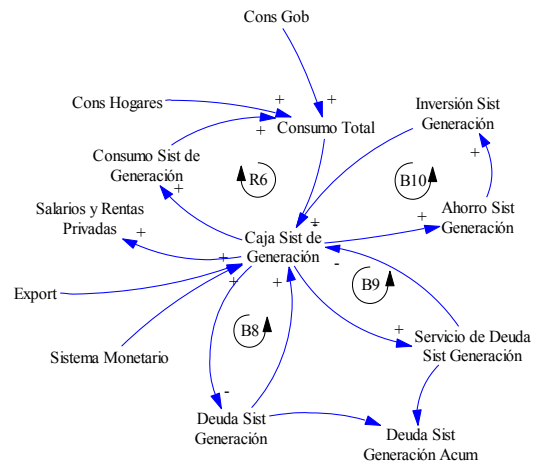 Cons Gob
Cons Hogares
+
+
+
Consumo Total
Inversión Sist
Generación
Consumo Sist de
Generación
+
R6
B10
+
+
Salarios y Rentas
Privadas
Ahorro Sist
Generación
+
+
-
+
Caja Sist de
Generación
+
+
+
-
B9
Export
+
B8
+
Servicio de Deuda
Sist Generación
Sistema Monetario
-
Deuda Sist
Generación
Deuda Sist
Generación Acum